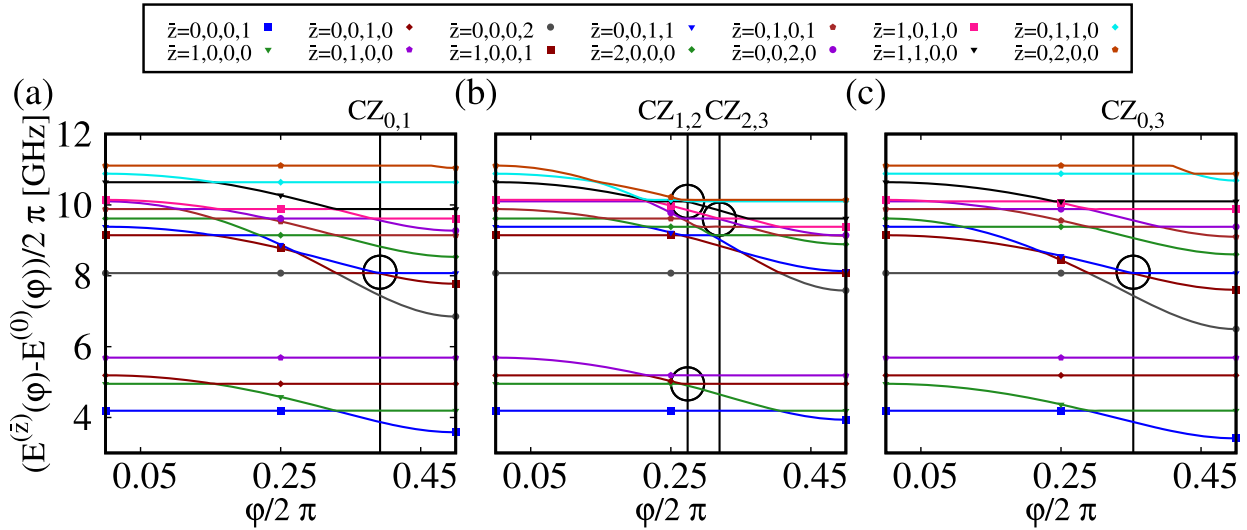 z̄=0,0,0,1 z̄=0,0,1,0 z̄=0,0,0,2 z̄=0,0,1,1 z̄=0,1,0,1 z̄=1,0,1,0 z̄=0,1,1,0
z̄=1,0,0,0 z̄=0,1,0,0 z̄=1,0,0,1 z̄=2,0,0,0 z̄=0,0,2,0 z̄=1,1,0,0 z̄=0,2,0,0
(a) (b) (c)
CZ0,1 CZ1,2 CZ2,3 CZ0,3
(E(z̄)(φ)-E(0)(φ))/2 π [GHz]
12
10
8
6
4
0.05 0.25 0.45 0.05 0.25 0.45 0.05 0.25 0.45
φ/2 π φ/2 π φ/2 π